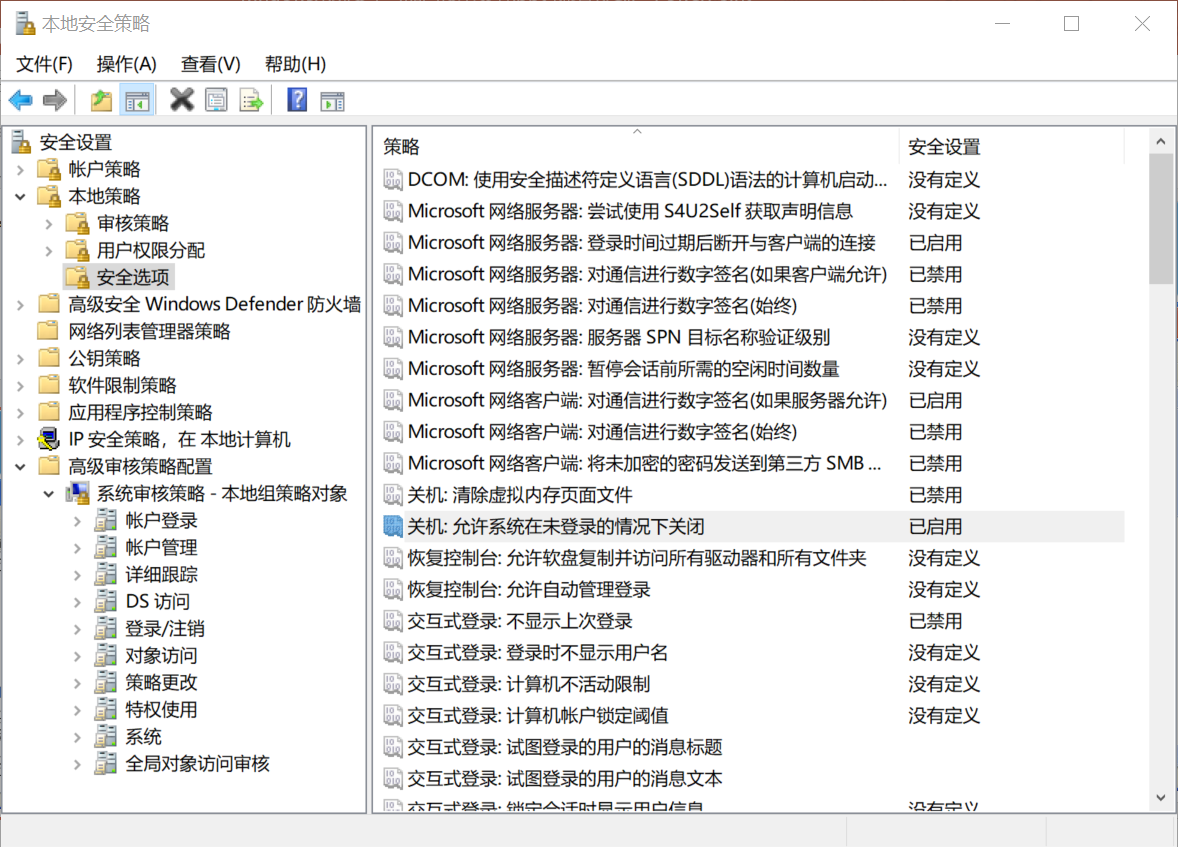 本地安全策略
文件(F) 操作(A) 查看(V) 帮助(H)
安全设置
帐户策略
本地策略
审核策略
用户权限分配
安全选项
高级安全 Windows Defender 防火墙
网络列表管理器策略
公钥策略
软件限制策略
应用程序控制策略
IP 安全策略，在 本地计算机
高级审核策略配置
系统审核策略 - 本地组策略对象
帐户登录
帐户管理
详细跟踪
DS 访问
登录/注销
对象访问
策略更改
特权使用
系统
全局对象访问审核
策略 安全设置
DCOM: 使用安全描述符定义语言(SDDL)语法的计算机启动... 没有定义
Microsoft 网络服务器: 尝试使用 S4U2Self 获取声明信息 没有定义
Microsoft 网络服务器: 登录时间过期后断开与客户端的连接 已启用
Microsoft 网络服务器: 对通信进行数字签名(如果客户端允许) 已禁用
Microsoft 网络服务器: 对通信进行数字签名(始终) 已禁用
Microsoft 网络服务器: 服务器 SPN 目标名称验证级别 没有定义
Microsoft 网络服务器: 暂停会话前所需的空闲时间数量 没有定义
Microsoft 网络客户端: 对通信进行数字签名(如果服务器允许) 已启用
Microsoft 网络客户端: 对通信进行数字签名(始终) 已禁用
Microsoft 网络客户端: 将未加密的密码发送到第三方 SMB ... 已禁用
关机: 清除虚拟内存页面文件 已禁用
关机: 允许系统在未登录的情况下关闭 已启用
恢复控制台: 允许软盘复制并访问所有驱动器和所有文件夹 没有定义
恢复控制台: 允许自动管理登录 没有定义
交互式登录: 不显示上次登录 已禁用
交互式登录: 登录时不显示用户名 没有定义
交互式登录: 计算机不活动限制 没有定义
交互式登录: 计算机帐户锁定阈值 没有定义
交互式登录: 试图登录的用户的消息标题
交互式登录: 试图登录的用户的消息文本
交互式登录: 锁定会话时显示用户信息 没有定义